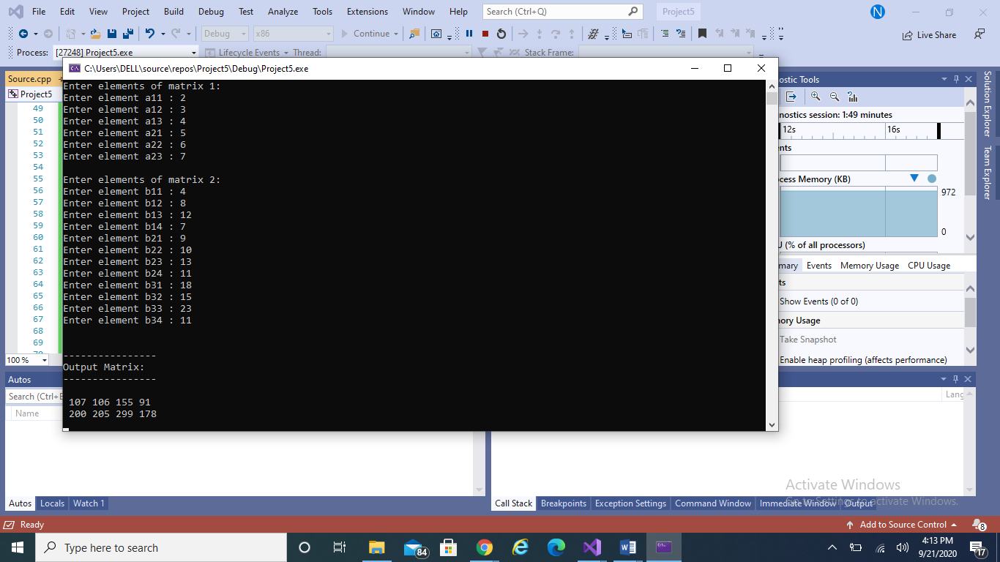 File Edit View Project Build Debug Test Analyze Tools Extensions Window Help Search (Ctrl+Q) Project5 N
Debug x86 Continue Live Share
Process: [27248] Project5.exe Lifecycle Events Thread: Stack Frame:
C:\Users\DELL\source\repos\Project5\Debug\Project5.exe
Source.cpp
Project5
49
50
51
52
53
54
55
56
57
58
59
60
61
62
63
64
65
66
67
68
69
100 %
Enter elements of matrix 1:
Enter element a11 : 2
Enter element a12 : 3
Enter element a13 : 4
Enter element a21 : 5
Enter element a22 : 6
Enter element a23 : 7
Enter elements of matrix 2:
Enter element b11 : 4
Enter element b12 : 8
Enter element b13 : 12
Enter element b14 : 7
Enter element b21 : 9
Enter element b22 : 10
Enter element b23 : 13
Enter element b24 : 11
Enter element b31 : 18
Enter element b32 : 15
Enter element b33 : 23
Enter element b34 : 11
----------------
Output Matrix:
----------------
107 106 155 91
200 205 299 178
ostic Tools
nostics session: 1:49 minutes
12s 16s
ents
cess Memory (KB)
972
0
U (% of all processors)
mary Events Memory Usage CPU Usage
ts
Show Events (0 of 0)
ory Usage
Take Snapshot
Enable heap profiling (affects performance)
Solution Explorer
Team Explorer
Autos
Search (Ctrl+E
Name
Lang
Autos Locals Watch 1
Call Stack Breakpoints Exception Settings Command Window Immediate Window Output
Activate Windows
Go to Settings to activate Windows.
Ready
Add to Source Control 8
Type here to search
84
4:13 PM
9/21/2020
17